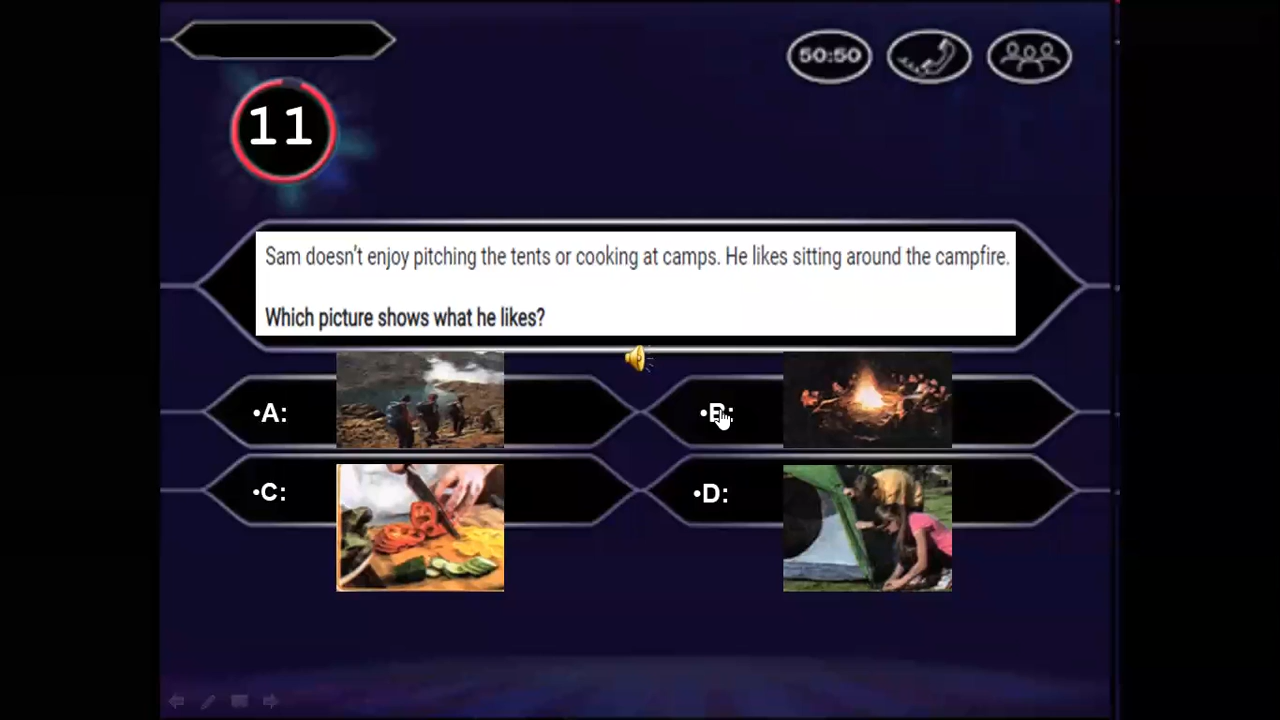 50:50
11
Sam doesn't enjoy pitching the tents or cooking at camps. He likes sitting around the campfire.
Which picture shows what he likes?
•A:
•B:
•C:
•D: